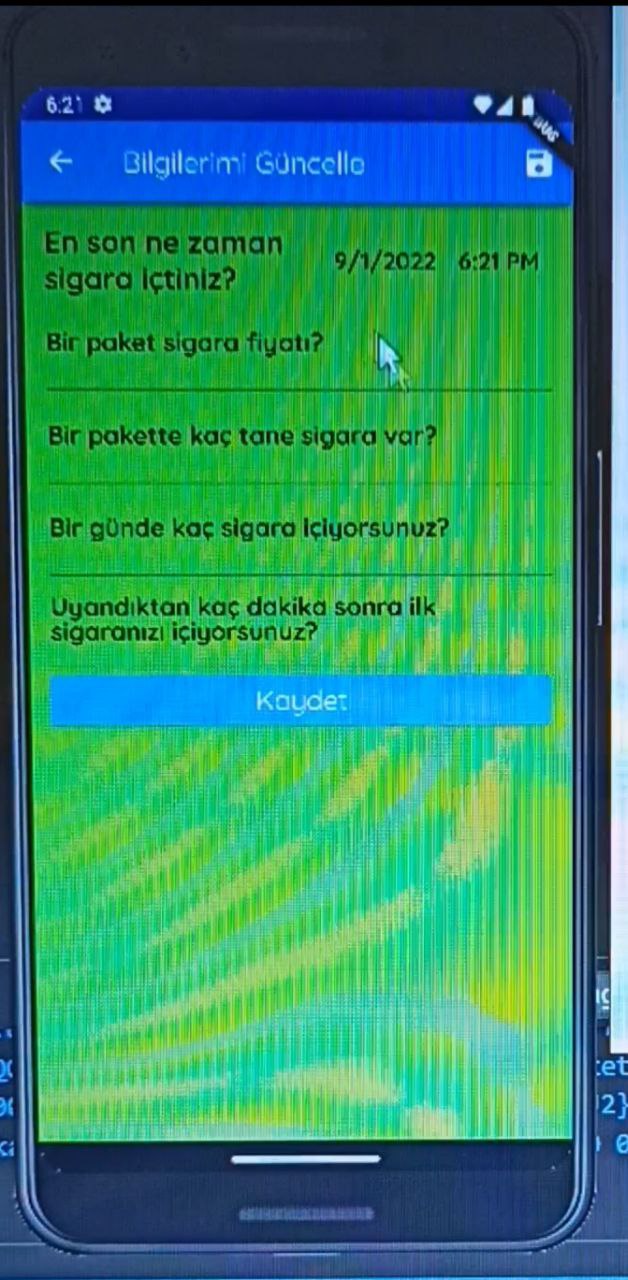 6:21
Bilgilerimi Güncelle
En son ne zaman
sigara içtiniz?
9/1/2022 6:21 PM
Bir paket sigara fiyatı?
Bir pakette kaç tane sigara var?
Bir günde kaç sigara içiyorsunuz?
Uyandıktan kaç dakika sonra ilk
sigaranızı içiyorsunuz?
Kaydet